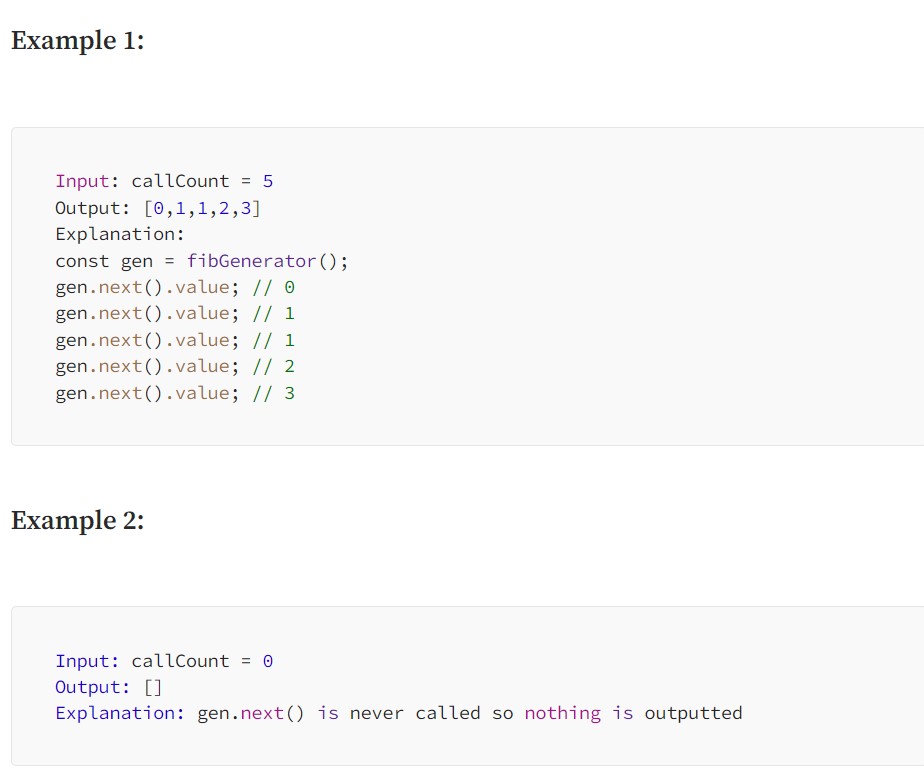 Example 1:
Input: callCount = 5
Output: [0,1,1,2,3]
Explanation:
const gen = fibGenerator();
gen.next().value; // 0
gen.next().value; // 1
gen.next().value; // 1
gen.next().value; // 2
gen.next().value; // 3
Example 2:
Input: callCount = 0
Output: []
Explanation: gen.next() is never called so nothing is outputted